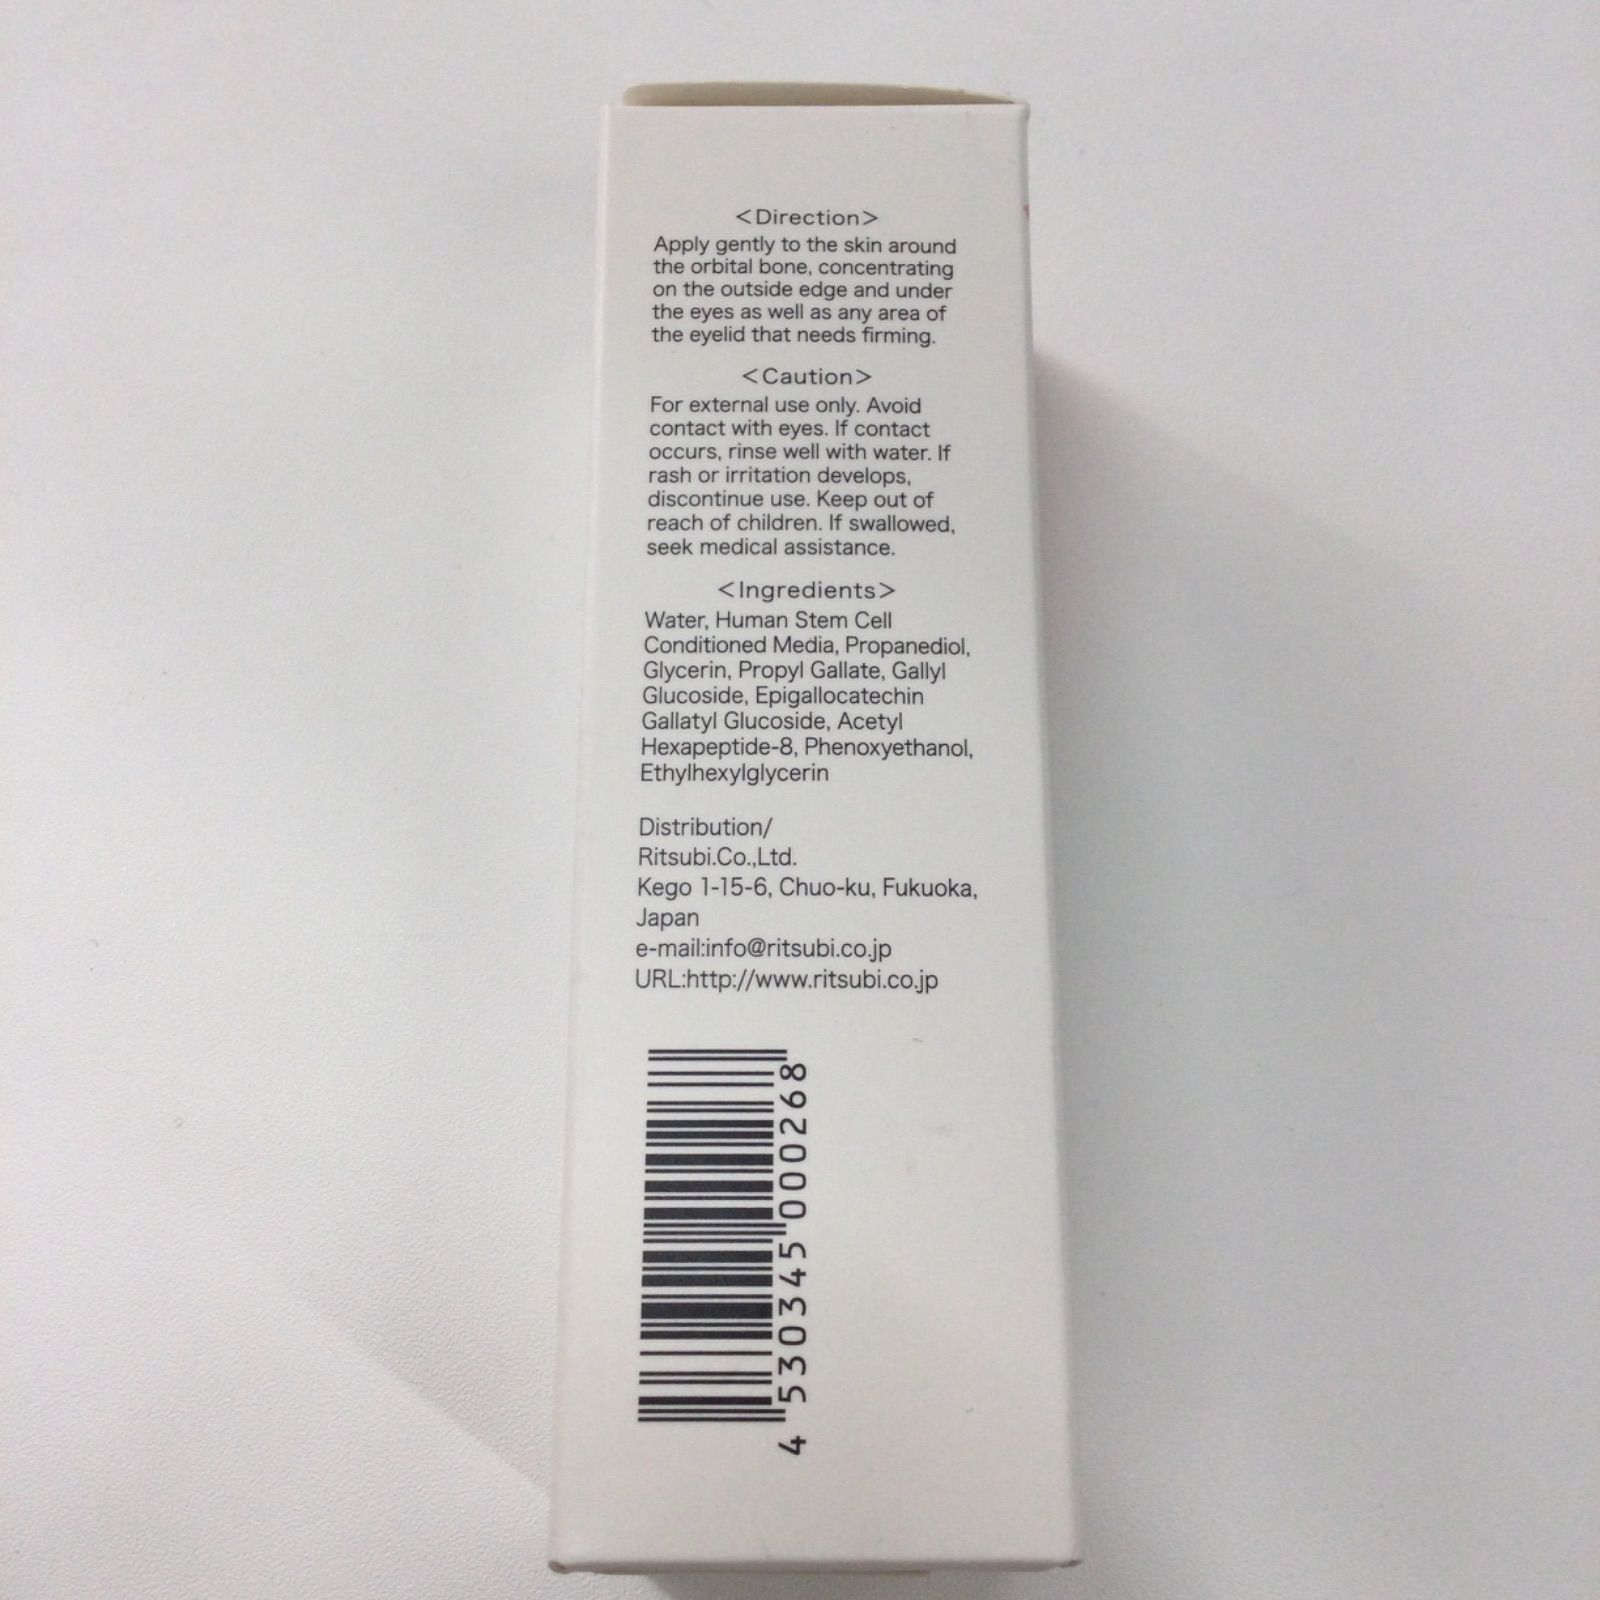 <Direction>
Apply gently to the skin around
the orbital bone, concentrating
on the outside edge and under
the eyes as well as any area of
the eyelid that needs firming.
<Caution>
For external use only. Avoid
contact with eyes. If contact
occurs, rinse well with water. If
rash or irritation develops,
discontinue use. Keep out of
reach of children. If swallowed,
seek medical assistance.
<Ingredients>
Water, Human Stem Cell
Conditioned Media, Propanediol,
Glycerin, Propyl Gallate, Gallyl
Glucoside, Epigallocatechin
Gallatyl Glucoside, Acetyl
Hexapeptide-8, Phenoxyethanol,
Ethylhexylglycerin
Distribution/
Ritsubi.Co.,Ltd.
Kego 1-15-6, Chuo-ku, Fukuoka,
Japan
e-mail:info@ritsubi.co.jp
URL:http://www.ritsubi.co.jp
4 530345 000268